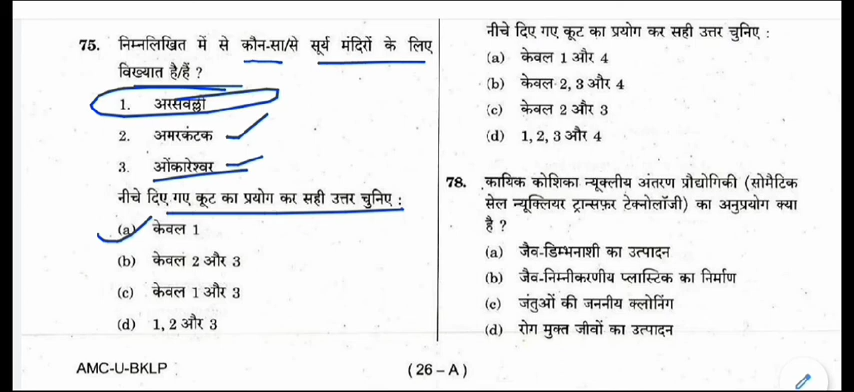 75. निम्नलिखित में से कौन-सा/से सूर्य मंदिरों के लिए
विख्यात है/हैं ?
1. अरसवल्ली
2. अमरकंटक
3. ओंकारेश्वर
नीचे दिए गए कूट का प्रयोग कर सही उत्तर चुनिए :
(a) केवल 1
(b) केवल 2 और 3
(c) केवल 1 और 3
(d) 1, 2 और 3
नीचे दिए गए कूट का प्रयोग कर सही उत्तर चुनिए :
(a) केवल 1 और 4
(b) केवल 2, 3 और 4
(c) केवल 2 और 3
(d) 1, 2, 3 और 4
78. कायिक कोशिका न्यूक्लीय अंतरण प्रौद्योगिकी (सोमैटिक
सेल न्यूक्लियर ट्रान्सफ़र टेक्नोलॉजी) का अनुप्रयोग क्या
है ?
(a) जैव-डिम्भनाशी का उत्पादन
(b) जैव-निम्नीकरणीय प्लास्टिक का निर्माण
(c) जंतुओं की जननीय क्लोनिंग
(d) रोग मुक्त जीवों का उत्पादन
AMC-U-BKLP
( 26 – A )